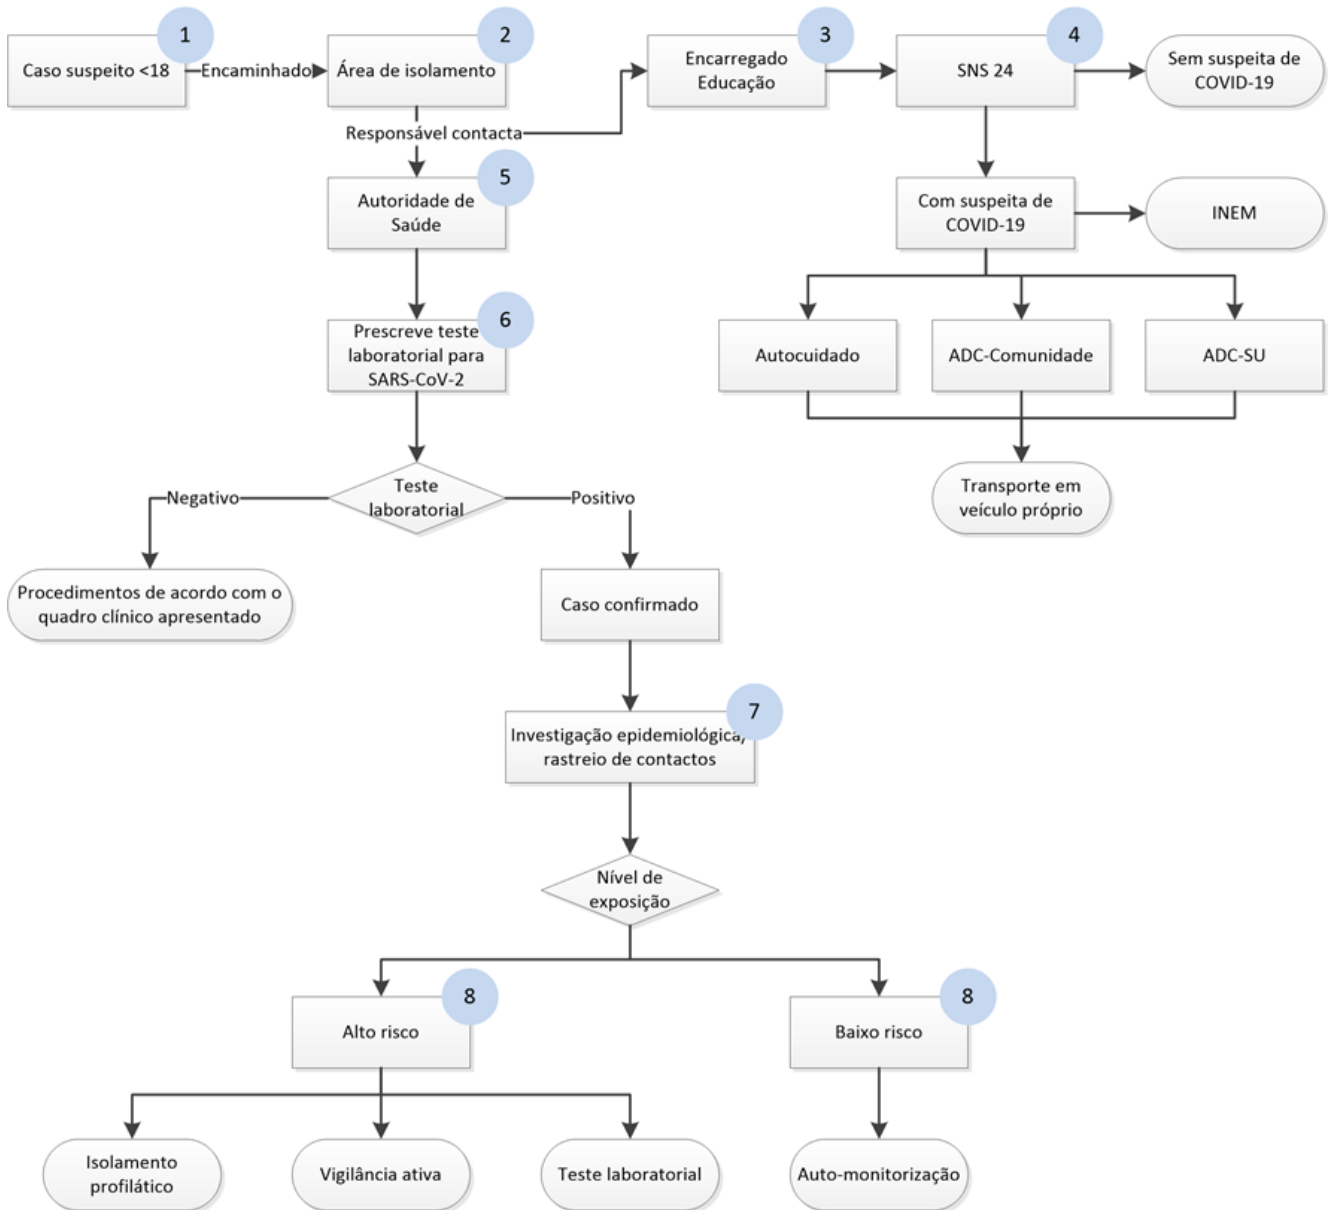 1
Caso suspeito <18
Encaminhado
2
Área de isolamento
3
Encarregado
Educação
4
SNS 24
Sem suspeita de
COVID-19
Responsável contacta
5
Autoridade de
Saúde
Com suspeita de
COVID-19
INEM
6
Prescreve teste
laboratorial para
SARS-CoV-2
Autocuidado
ADC-Comunidade
ADC-SU
Negativo
Teste
laboratorial
Positivo
Transporte em
veículo próprio
Procedimentos de acordo com o
quadro clínico apresentado
Caso confirmado
7
Investigação epidemiológica/
rastreio de contactos
Nível de
exposição
8
Alto risco
8
Baixo risco
Isolamento
profilático
Vigilância ativa
Teste laboratorial
Auto-monitorização